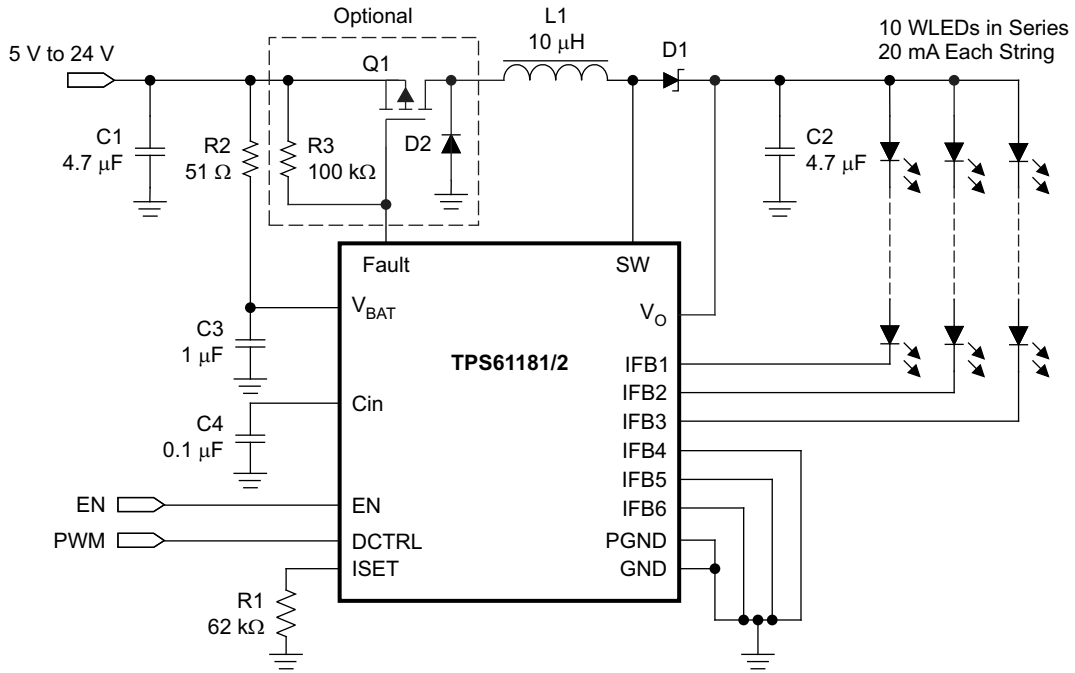 Optional
L1
10 μH
10 WLEDs in Series
20 mA Each String
5 V to 24 V
Q1
D1
C1
4.7 μF
R2
51 Ω
R3
100 kΩ
D2
C2
4.7 μF
Fault
SW
VBAT
VO
C3
1 μF
TPS61181/2
IFB1
IFB2
Cin
IFB3
C4
0.1 μF
IFB4
IFB5
EN
EN
IFB6
PWM
DCTRL
PGND
ISET
GND
R1
62 kΩ